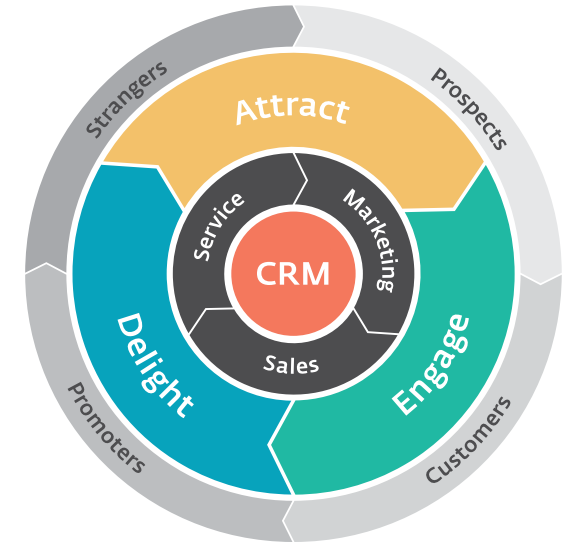 Strangers
Prospects
Attract
Service
Marketing
CRM
Sales
Delight
Engage
Promoters
Customers